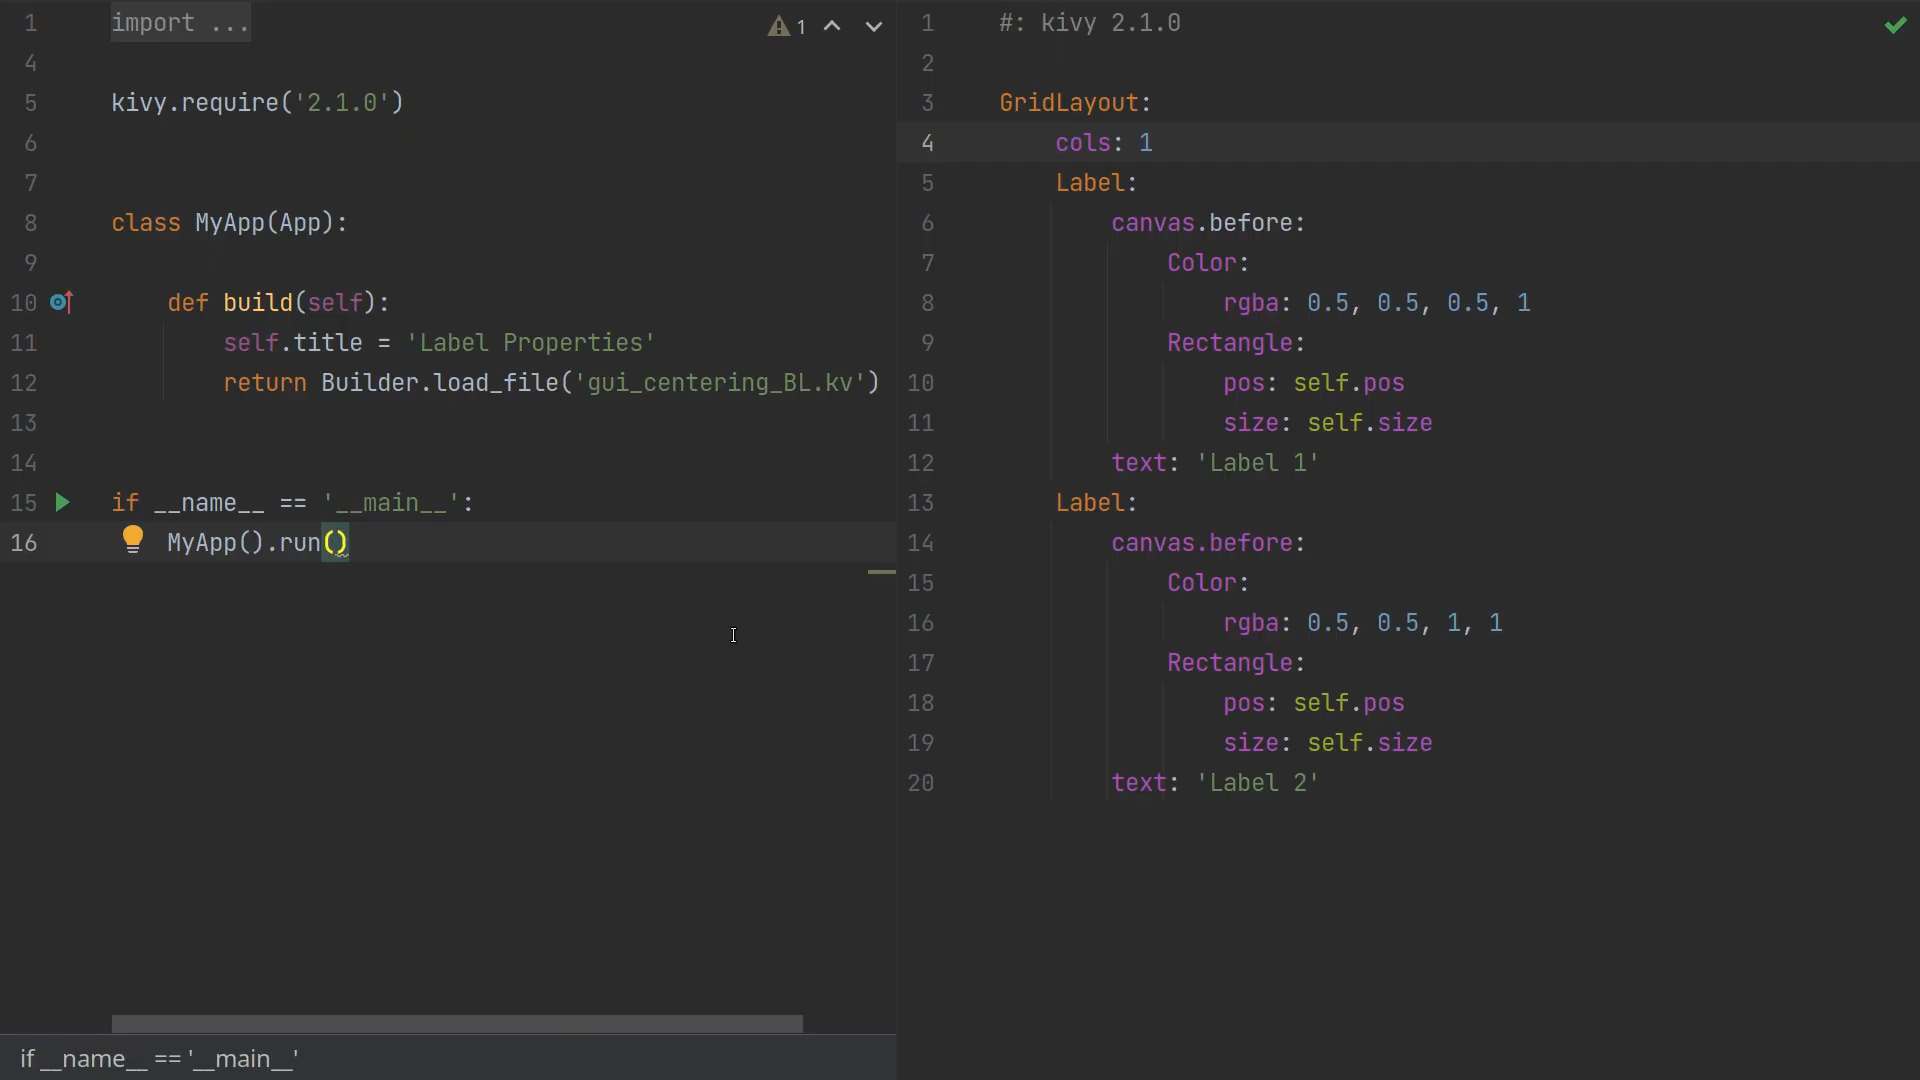 1 import ...
4
5 kivy.require('2.1.0')
6
7
8 class MyApp(App):
9
10 def build(self):
11 self.title = 'Label Properties'
12 return Builder.load_file('gui_centering_BL.kv')
13
14
15 if __name__ == '__main__':
16 MyApp().run()
1
if __name__ == '__main__'
1 #: kivy 2.1.0
2
3 GridLayout:
4 cols: 1
5 Label:
6 canvas.before:
7 Color:
8 rgba: 0.5, 0.5, 0.5, 1
9 Rectangle:
10 pos: self.pos
11 size: self.size
12 text: 'Label 1'
13 Label:
14 canvas.before:
15 Color:
16 rgba: 0.5, 0.5, 1, 1
17 Rectangle:
18 pos: self.pos
19 size: self.size
20 text: 'Label 2'